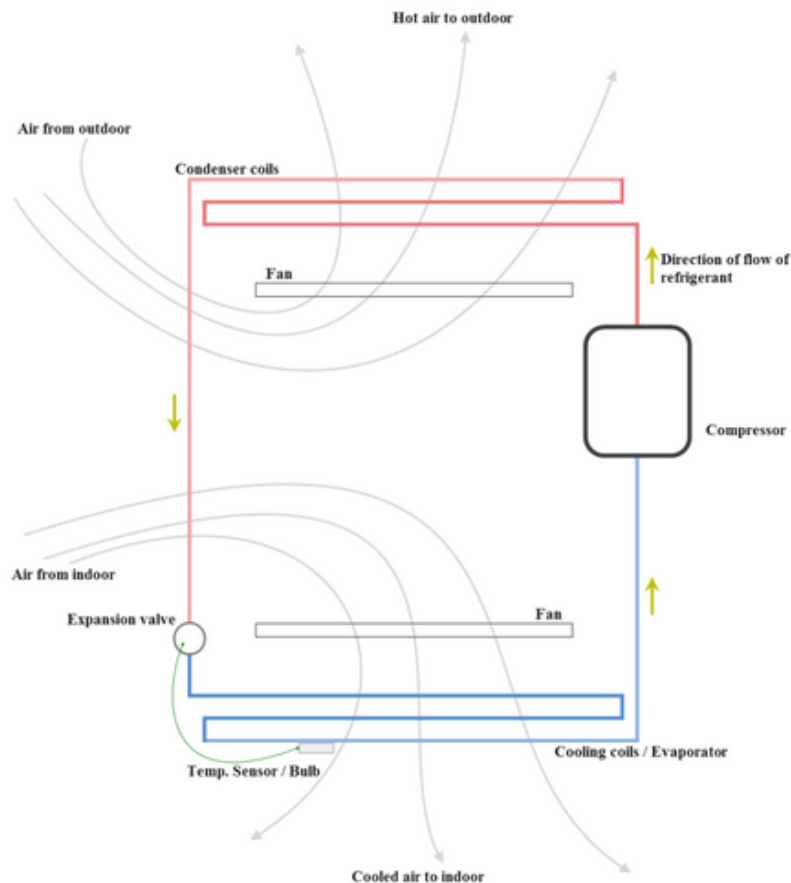 Hot air to outdoor
Air from outdoor
Condenser coils
Fan
Direction of flow of
refrigerant
Compressor
Air from indoor
Expansion valve
Fan
Cooling coils / Evaporator
Temp. Sensor / Bulb
Cooled air to indoor